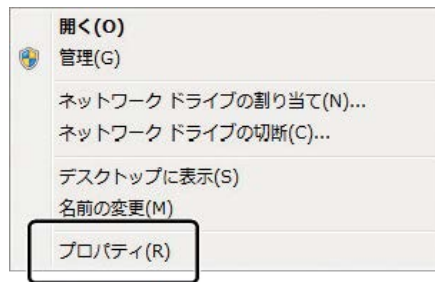 開く(O)
管理(G)
ネットワーク ドライブの割り当て(N)...
ネットワーク ドライブの切断(C)...
デスクトップに表示(S)
名前の変更(M)
プロパティ(R)